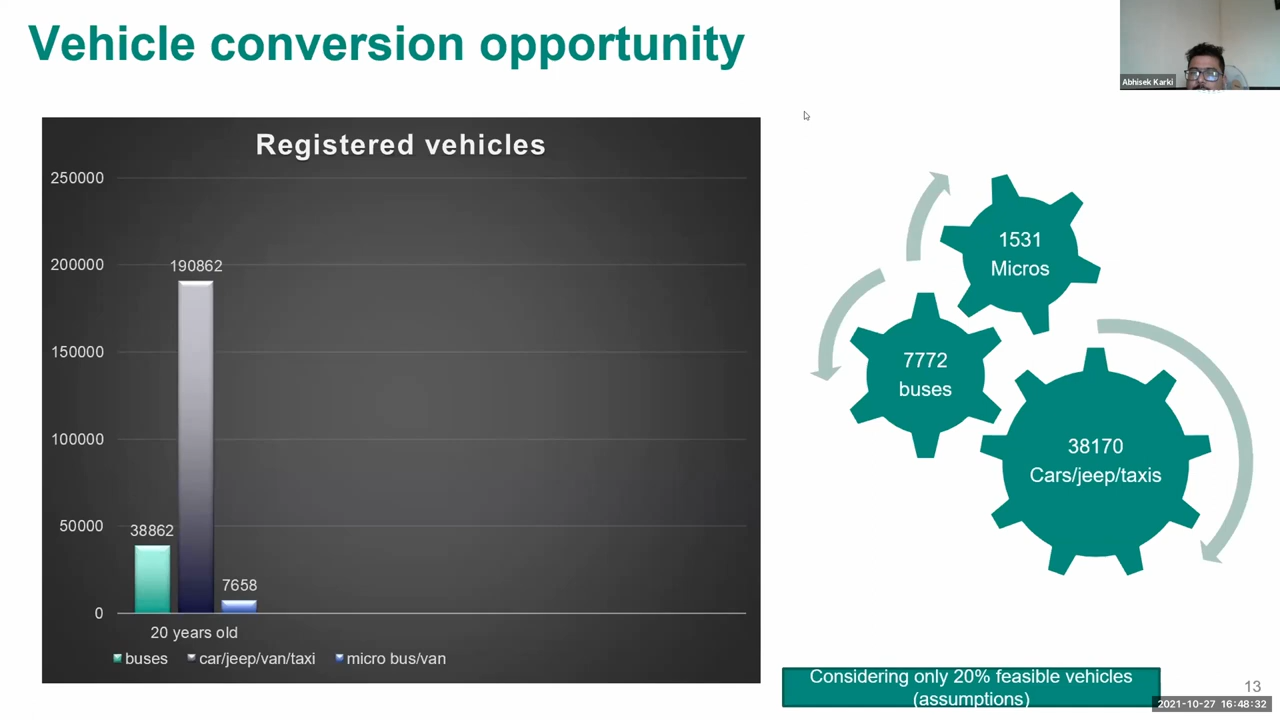 Vehicle conversion opportunity
Abhisek Karki
Registered vehicles
250000
200000
150000
100000
50000
0
38862
190862
7658
20 years old
buses
car/jeep/van/taxi
micro bus/van
1531
Micros
7772
buses
38170
Cars/jeep/taxis
Considering only 20% feasible vehicles
(assumptions)
13
2021-10-27 16:48:32